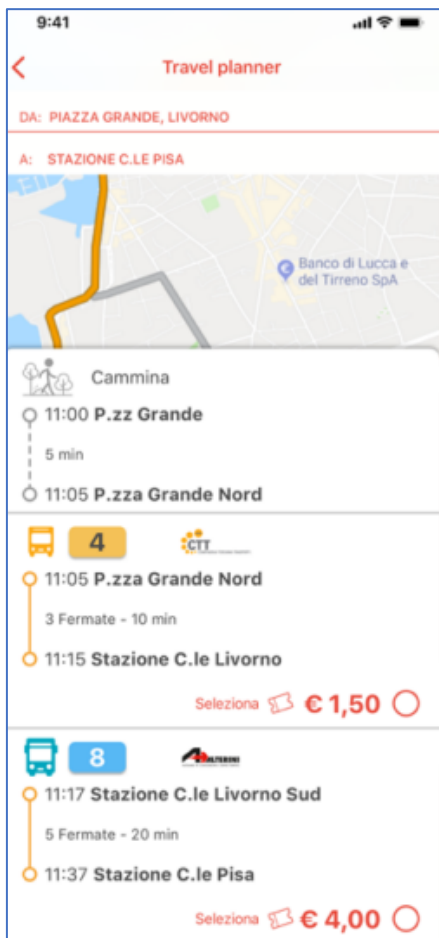 9:41
Travel planner
DA: PIAZZA GRANDE, LIVORNO
A: STAZIONE C.LE PISA
Banco di Lucca e
del Tirreno SpA
Cammina
11:00 P.zz Grande
5 min
11:05 P.zza Grande Nord
4 CTT
11:05 P.zza Grande Nord
3 Fermate - 10 min
11:15 Stazione C.le Livorno
Seleziona € 1,50
8
11:17 Stazione C.le Livorno Sud
5 Fermate - 20 min
11:37 Stazione C.le Pisa
Seleziona € 4,00